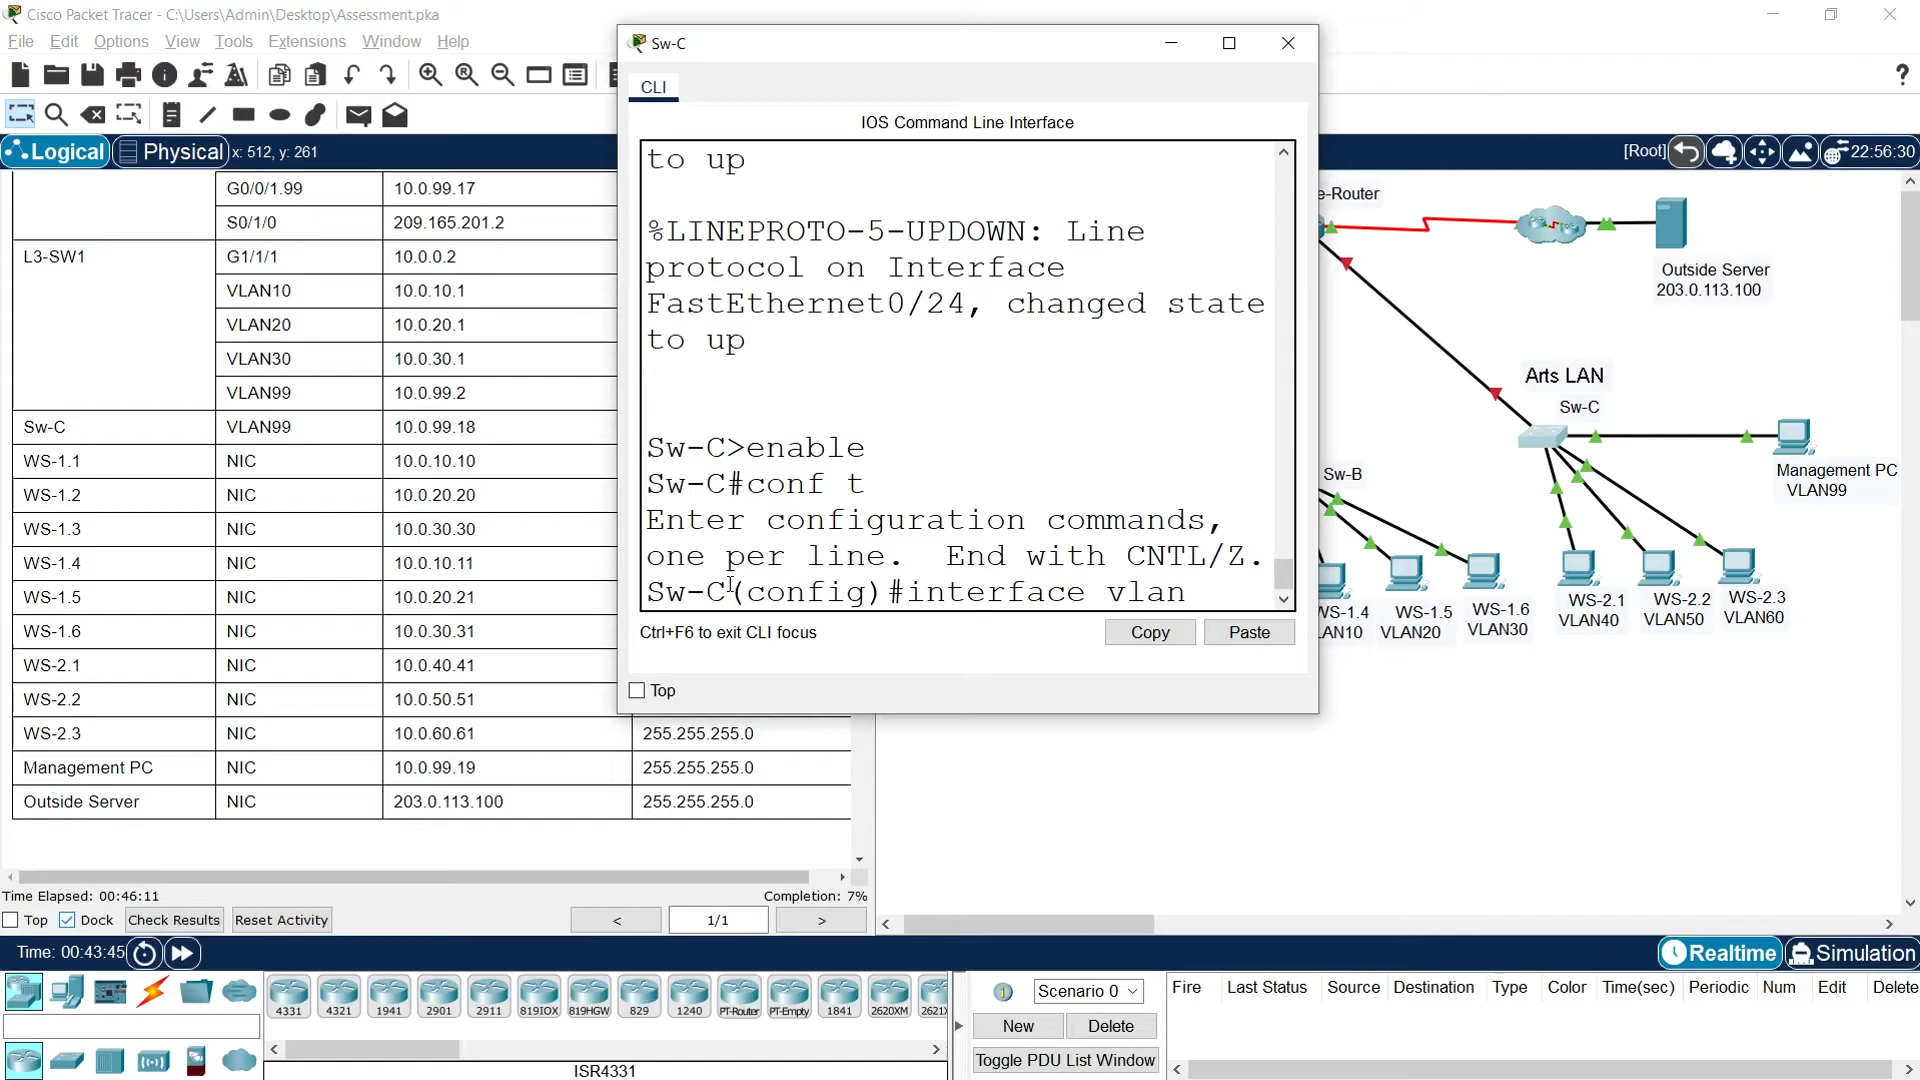 Cisco Packet Tracer - C:\Users\Admin\Desktop\Assessment.pka
File Edit Options View Tools Extensions Window Help
Logical Physical x: 512, y: 261
[Root] 22:56:30
G0/0/1.99 10.0.99.17
S0/1/0 209.165.201.2
L3-SW1 G1/1/1 10.0.0.2
VLAN10 10.0.10.1
VLAN20 10.0.20.1
VLAN30 10.0.30.1
VLAN99 10.0.99.2
Sw-C VLAN99 10.0.99.18
WS-1.1 NIC 10.0.10.10
WS-1.2 NIC 10.0.20.20
WS-1.3 NIC 10.0.30.30
WS-1.4 NIC 10.0.10.11
WS-1.5 NIC 10.0.20.21
WS-1.6 NIC 10.0.30.31
WS-2.1 NIC 10.0.40.41
WS-2.2 NIC 10.0.50.51
WS-2.3 NIC 10.0.60.61 255.255.255.0
Management PC NIC 10.0.99.19 255.255.255.0
Outside Server NIC 203.0.113.100 255.255.255.0
Time Elapsed: 00:46:11 Completion: 7%
Top Dock Check Results Reset Activity < 1/1 >
Sw-C
CLI
IOS Command Line Interface
to up
%LINEPROTO-5-UPDOWN: Line
protocol on Interface
FastEthernet0/24, changed state
to up
Sw-C>enable
Sw-C#conf t
Enter configuration commands,
one per line.  End with CNTL/Z.
Sw-C(config)#interface vlan
Ctrl+F6 to exit CLI focus Copy Paste
Top
e-Router
Outside Server
203.0.113.100
Arts LAN
Sw-C
Management PC
VLAN99
Sw-B
WS-1.4 WS-1.5 WS-1.6 WS-2.1 WS-2.2 WS-2.3
LAN10 VLAN20 VLAN30 VLAN40 VLAN50 VLAN60
Time: 00:43:45 Realtime Simulation
4331 4321 1941 2901 2911 819IOX 819HGW 829 1240 PT-Router PT-Empty 1841 2620XM 2621X
ISR4331
Scenario 0
New Delete
Toggle PDU List Window
Fire Last Status Source Destination Type Color Time(sec) Periodic Num Edit Delete